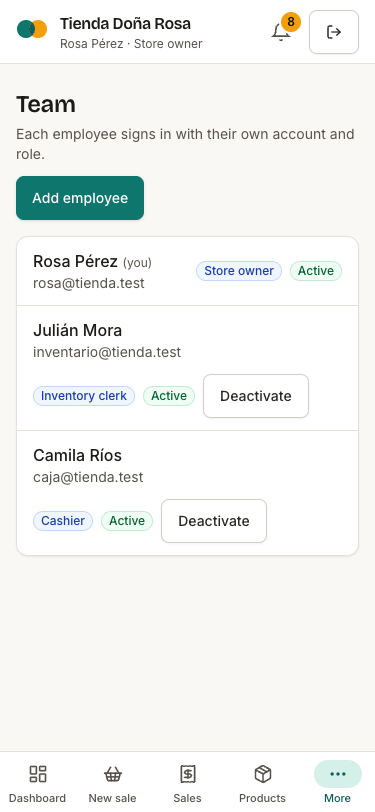 Tienda Doña Rosa
Rosa Pérez · Store owner
8
Team
Each employee signs in with their own account and
role.
Add employee
Rosa Pérez (you)
rosa@tienda.test
Store owner
Active
Julián Mora
inventario@tienda.test
Inventory clerk
Active
Deactivate
Camila Ríos
caja@tienda.test
Cashier
Active
Deactivate
Dashboard
New sale
Sales
Products
More